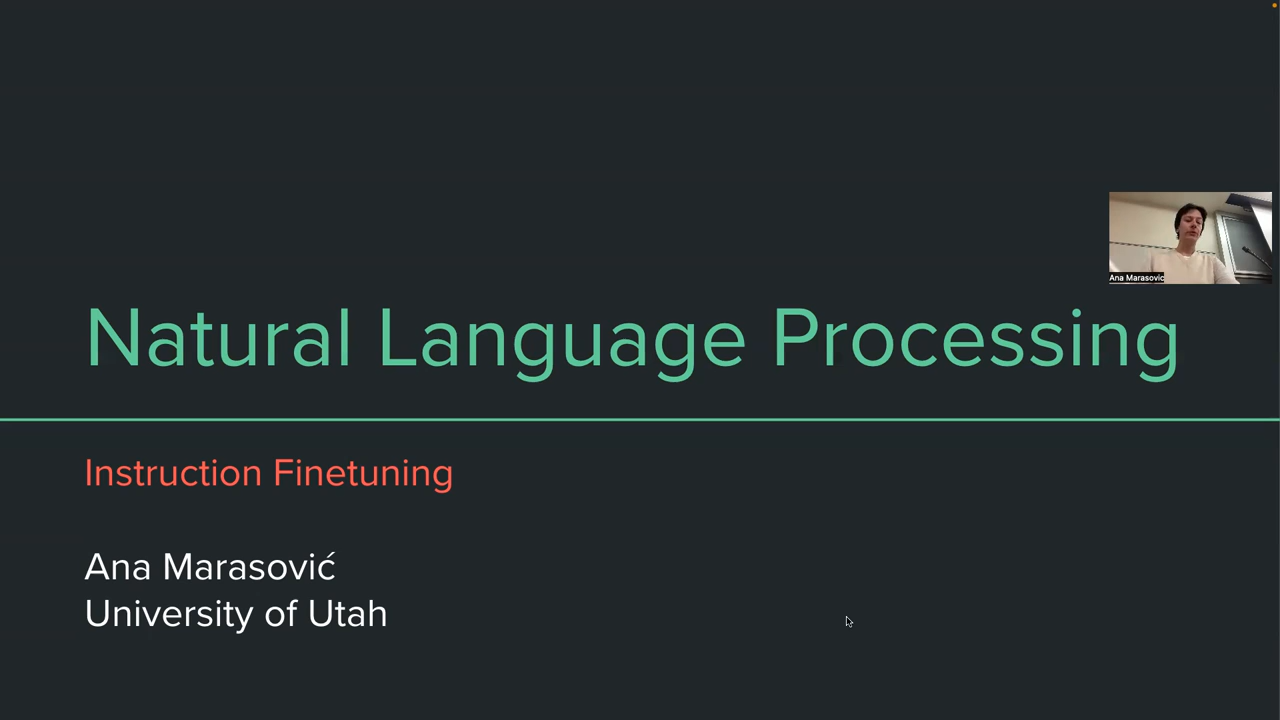 Ana Marasovic
Natural Language Processing
Instruction Finetuning
Ana Marasović
University of Utah